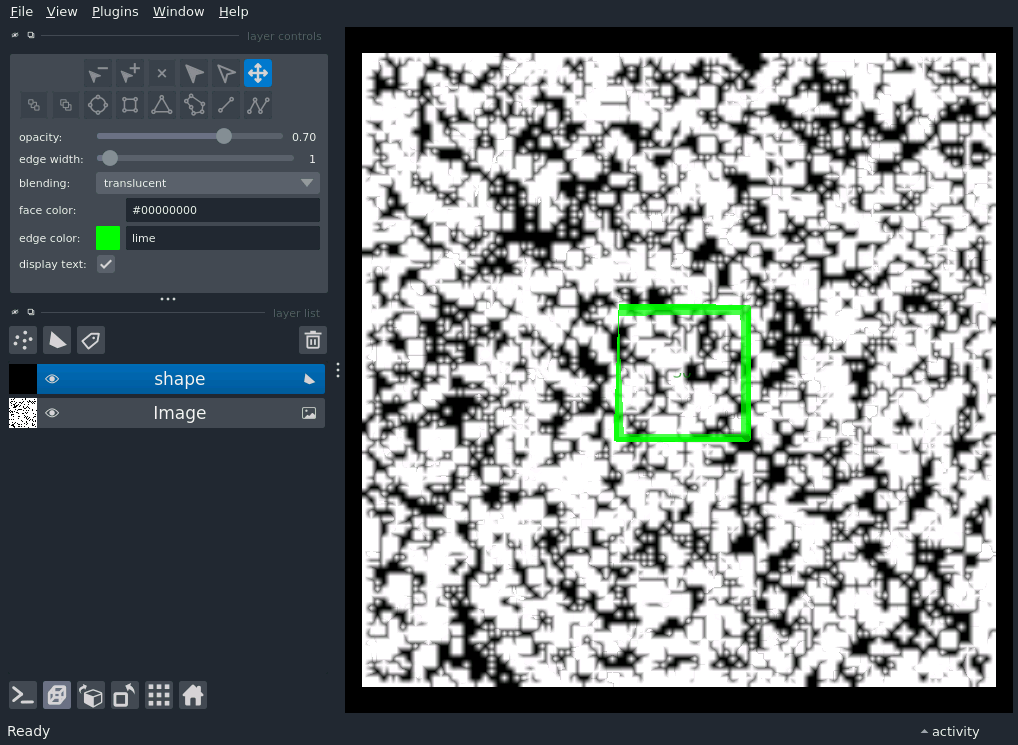 File View Plugins Window Help
layer controls
opacity: 0.70
edge width: 1
blending: translucent
face color: #00000000
edge color: lime
display text:
layer list
shape
Image
Ready
activity